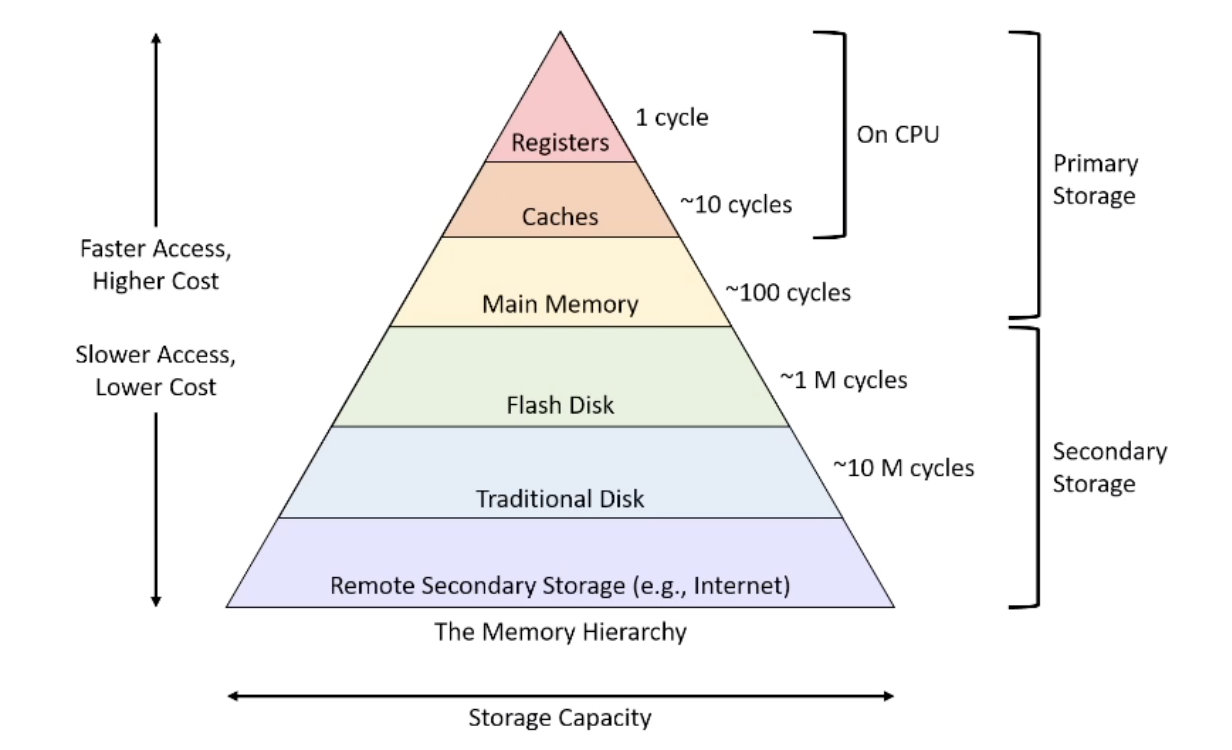 1 cycle
Registers
On CPU
Primary
Storage
~10 cycles
Caches
Faster Access,
Higher Cost
~100 cycles
Main Memory
Slower Access,
Lower Cost
~1 M cycles
Flash Disk
~10 M cycles
Secondary
Storage
Traditional Disk
Remote Secondary Storage (e.g., Internet)
The Memory Hierarchy
Storage Capacity